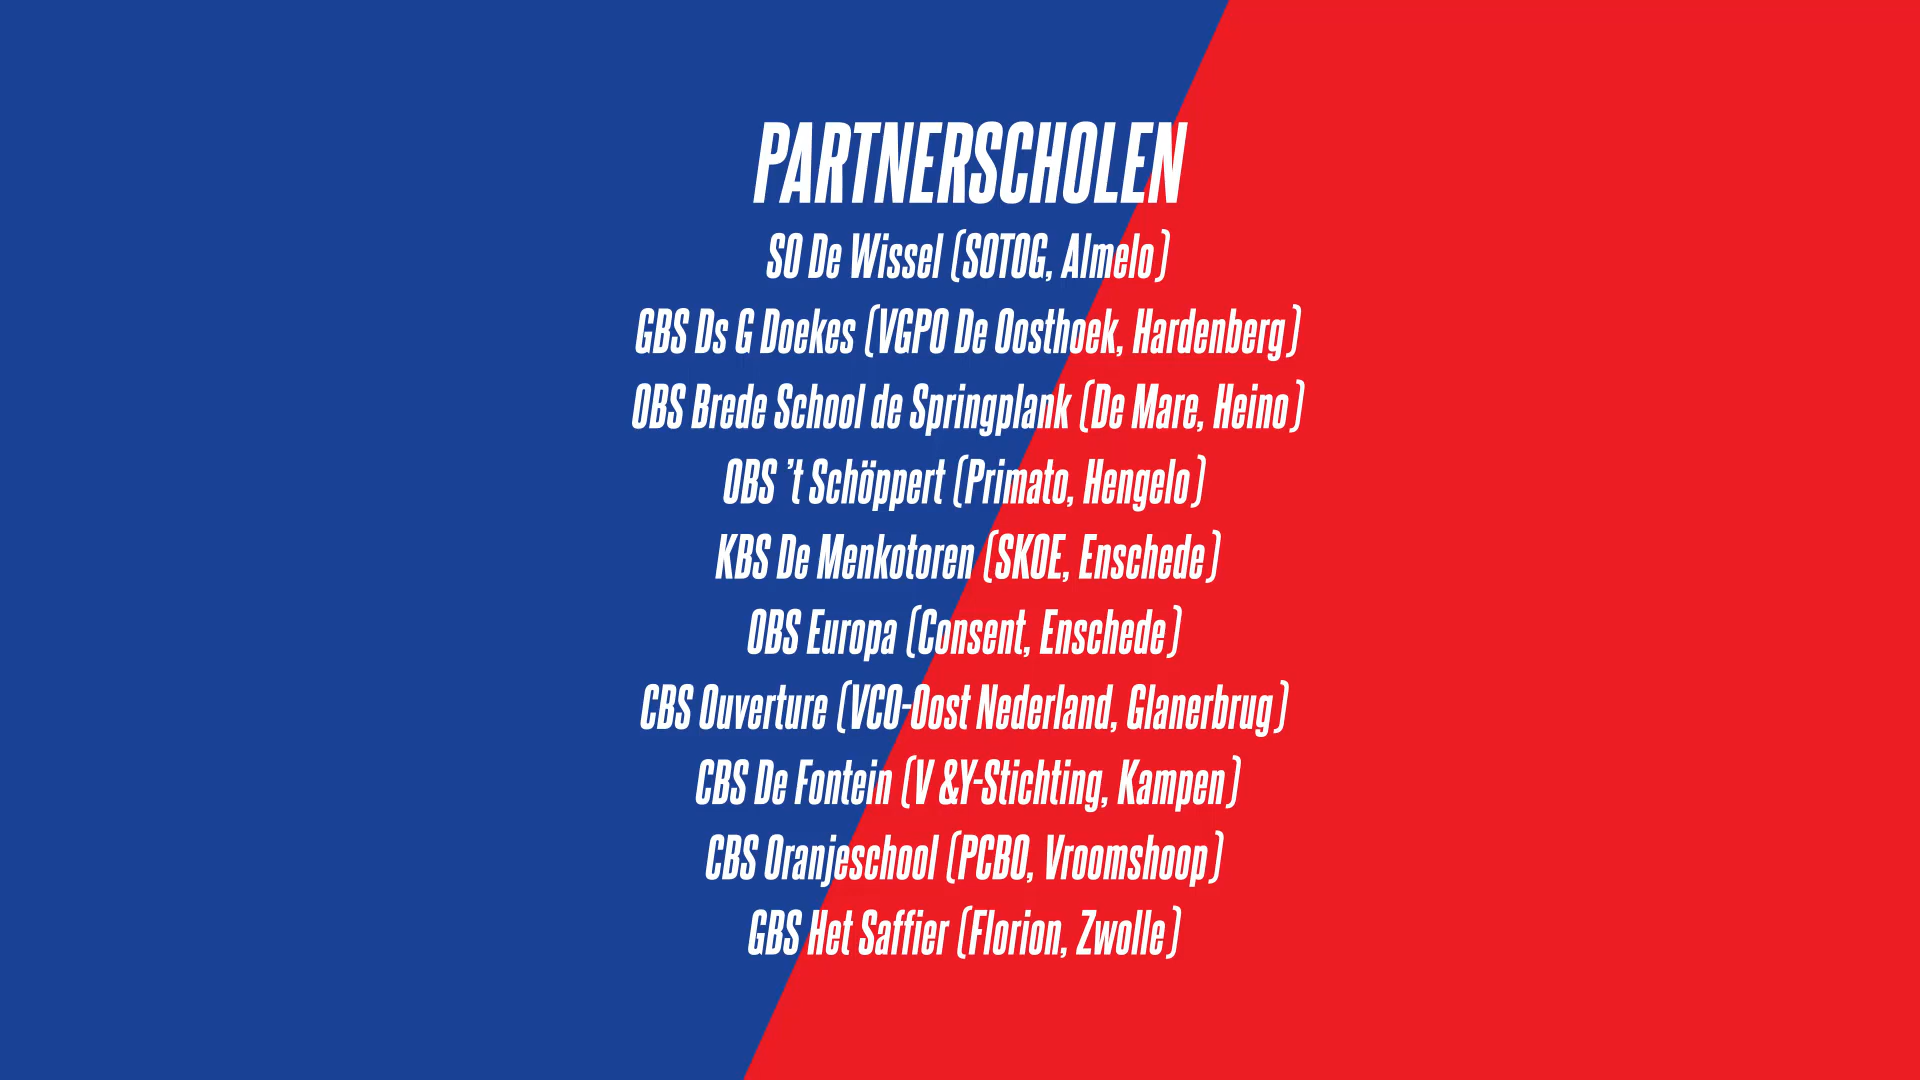 PARTNERSCHOLEN
SO De Wissel (SOTOG, Almelo)
GBS Ds G Doekes (VGPO De Oosthoek, Hardenberg)
OBS Brede School de Springplank (De Mare, Heino)
OBS ’t Schöppert (Primato, Hengelo)
KBS De Menkotoren (SKOE, Enschede)
OBS Europa (Consent, Enschede)
CBS Ouverture (VCO-Oost Nederland, Glanerbrug)
CBS De Fontein (V &Y-Stichting, Kampen)
CBS Oranjeschool (PCBO, Vroomshoop)
GBS Het Saffier (Florion, Zwolle)